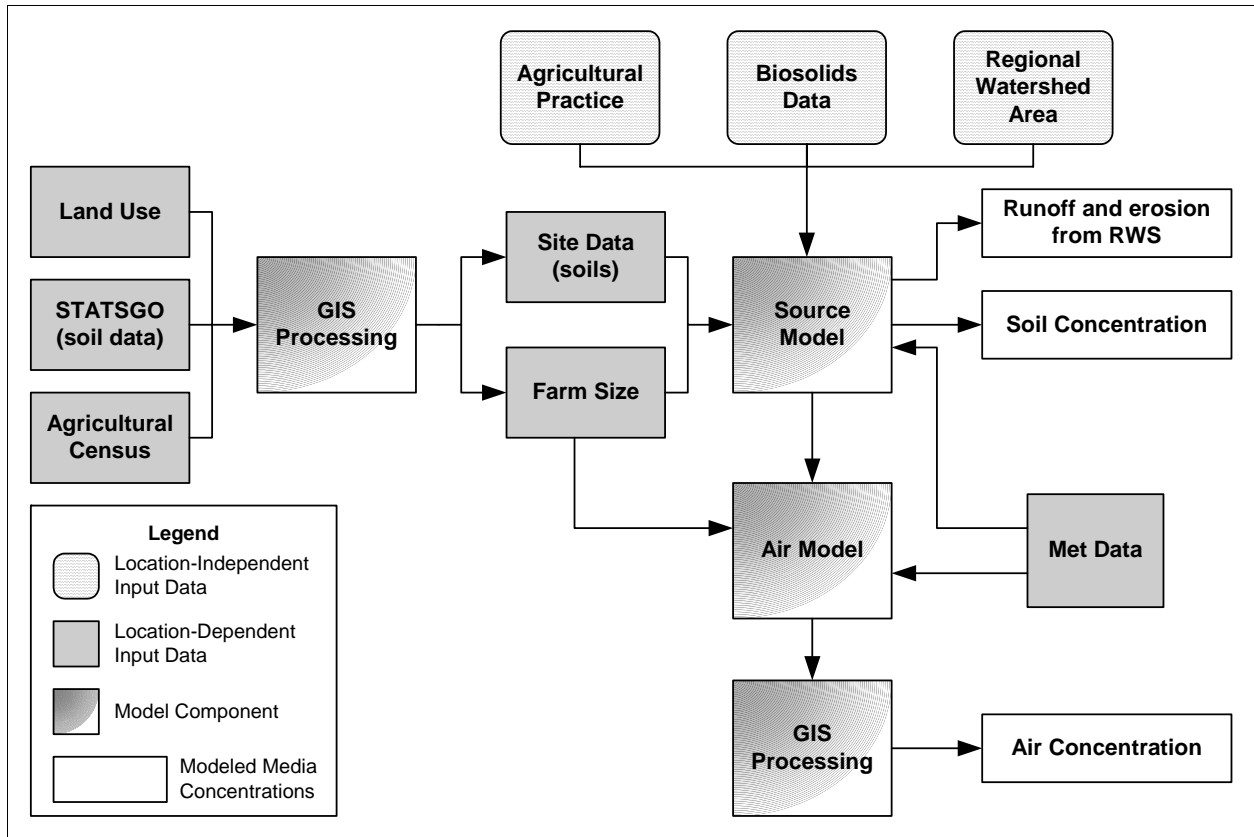 Agricultural
Practice
Biosolids
Data
Regional
Watershed
Area
Land Use
STATSGO
(soil data)
Agricultural
Census
GIS
Processing
Site Data
(soils)
Farm Size
Source
Model
Runoff and erosion
from RWS
Soil Concentration
Air Model
Met Data
GIS
Processing
Air Concentration
Legend
Location-Independent
Input Data
Location-Dependent
Input Data
Model Component
Modeled Media
Concentrations